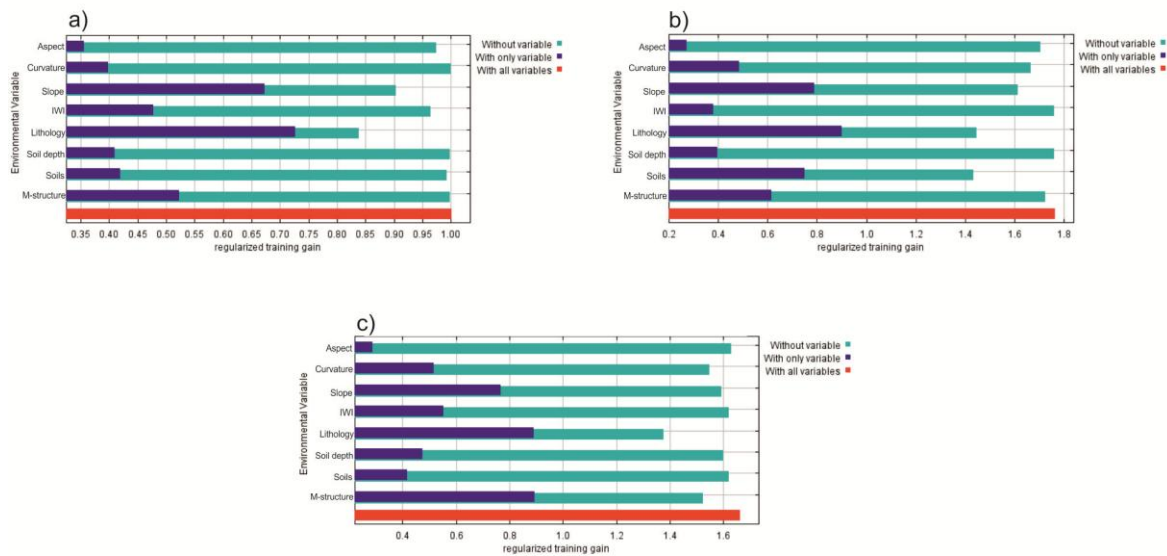 a)
Environmental Variable
Aspect
Curvature
Slope
IWI
Lithology
Soil depth
Soils
M-structure
Without variable
With only variable
With all variables
0.35 0.40 0.45 0.50 0.55 0.60 0.65 0.70 0.75 0.80 0.85 0.90 0.95 1.00
regularized training gain
b)
Environmental Variable
Aspect
Curvature
Slope
IWI
Lithology
Soil depth
Soils
M-structure
Without variable
With only variable
With all variables
0.2 0.4 0.6 0.8 1.0 1.2 1.4 1.6 1.8
regularized training gain
c)
Environmental Variable
Aspect
Curvature
Slope
IWI
Lithology
Soil depth
Soils
M-structure
Without variable
With only variable
With all variables
0.4 0.6 0.8 1.0 1.2 1.4 1.6
regularized training gain